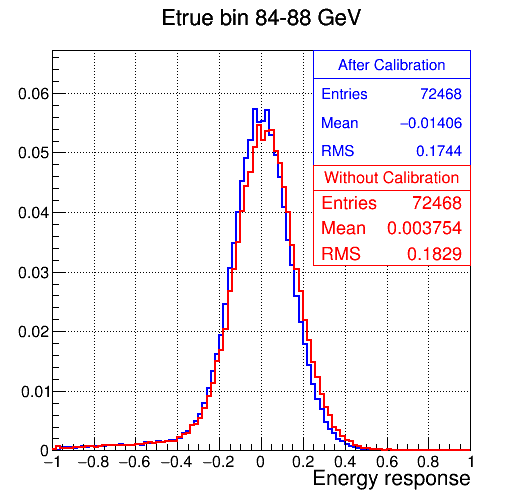 Etrue bin 84-88 GeV
After Calibration
Entries 72468
Mean −0.01406
RMS 0.1744
Without Calibration
Entries 72468
Mean 0.003754
RMS 0.1829
0.06
0.05
0.04
0.03
0.02
0.01
0
−1 −0.8 −0.6 −0.4 −0.2 0 0.2 0.4 0.6 0.8 1
Energy response